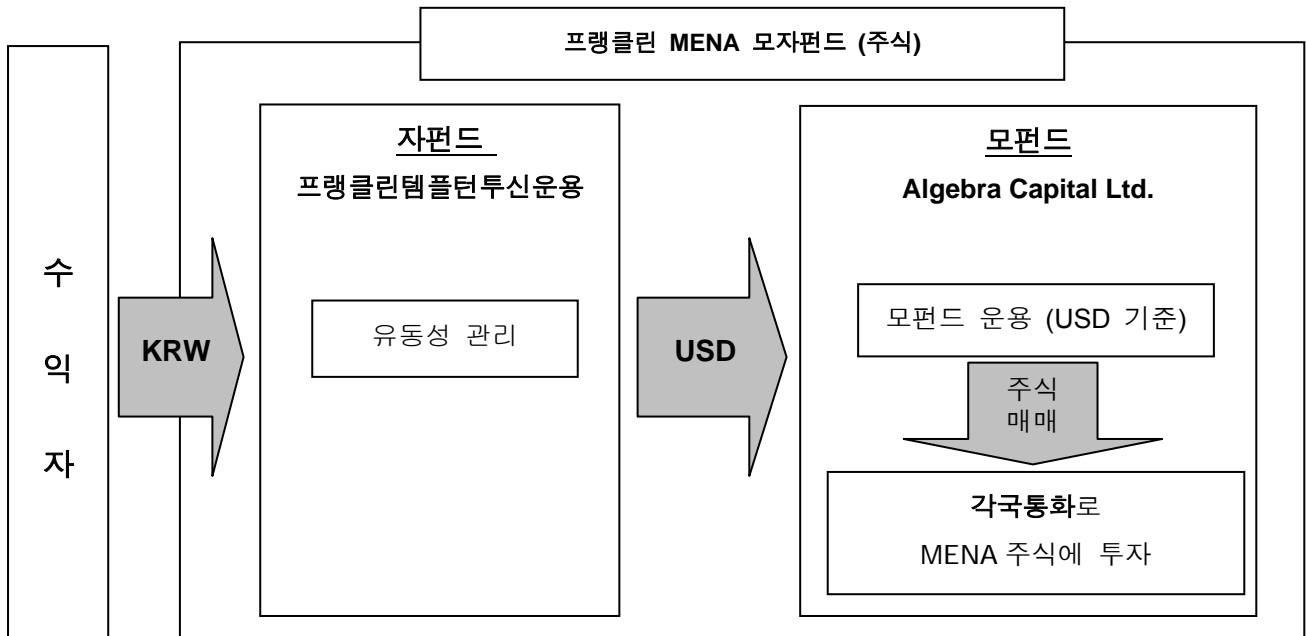 프랭클린 MENA 모자펀드 (주식)
수
익
자
KRW
자펀드
프랭클린템플턴투신운용
유동성 관리
USD
모펀드
Algebra Capital Ltd.
모펀드 운용 (USD 기준)
주식
매매
각국통화로
MENA 주식에 투자